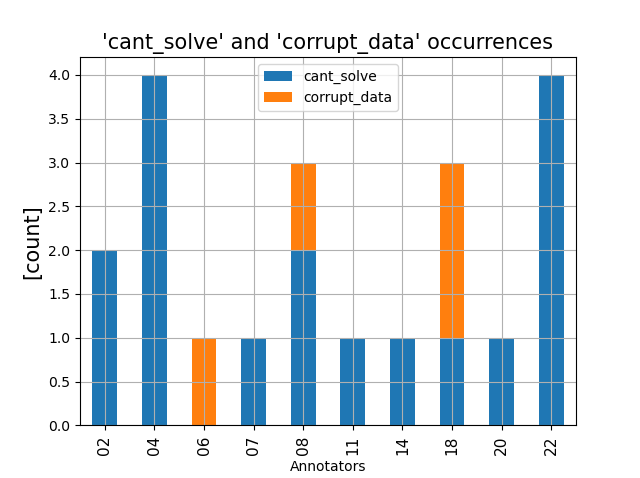 'cant_solve' and 'corrupt_data' occurrences
cant_solve
corrupt_data
[count]
4.0
3.5
3.0
2.5
2.0
1.5
1.0
0.5
0.0
02 04 06 07 08 11 14 18 20 22
Annotators